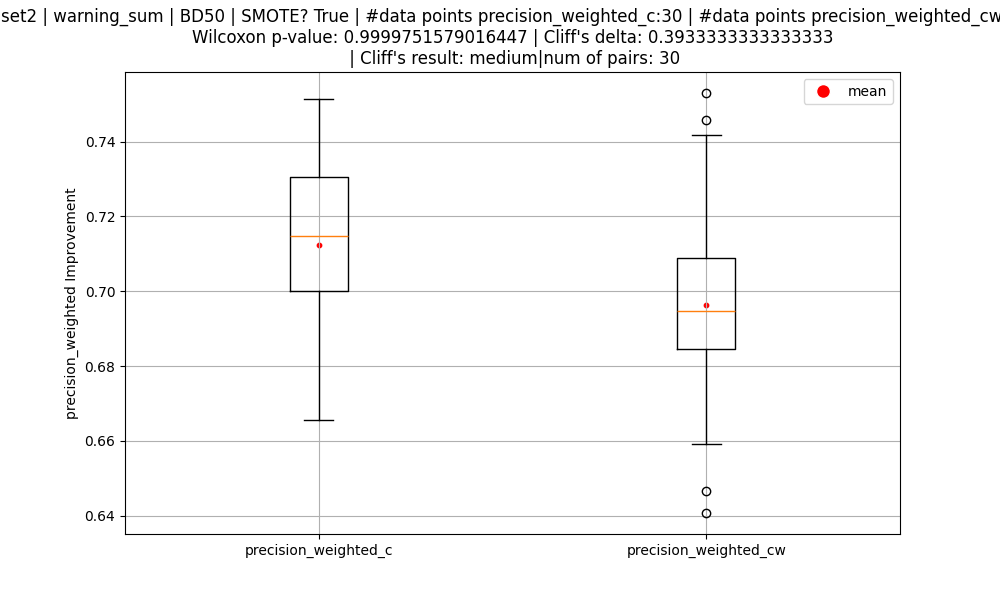 set2 | warning_sum | BD50 | SMOTE? True | #data points precision_weighted_c:30 | #data points precision_weighted_cw
Wilcoxon p-value: 0.9999751579016447 | Cliff's delta: 0.3933333333333333
| Cliff's result: medium|num of pairs: 30
mean
0.74
0.72
0.70
0.68
0.66
0.64
precision_weighted Improvement
precision_weighted_c
precision_weighted_cw